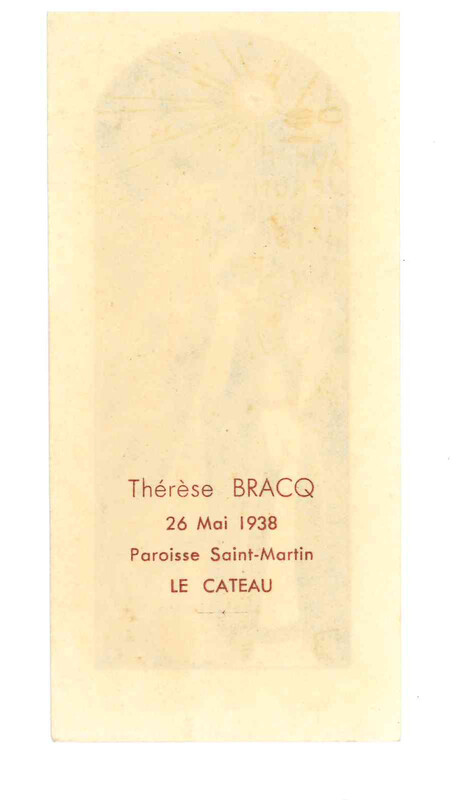 Thérèse BRACQ
26 Mai 1938
Paroisse Saint-Martin
LE CATEAU